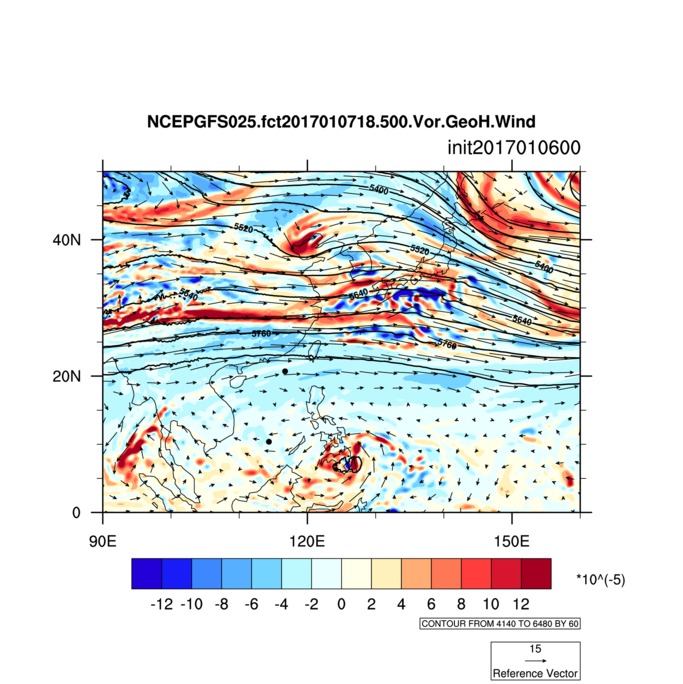 NCEPGFS025.fct2017010718.500.Vor.GeoH.Wind
init2017010600
5400
5520
40N
5520
5400
5640
5640
5640
5760
5760
20N
0
90E 120E 150E
-12 -10 -8 -6 -4 -2 0 2 4 6 8 10 12
*10^(-5)
CONTOUR FROM 4140 TO 6480 BY 60
15
Reference Vector